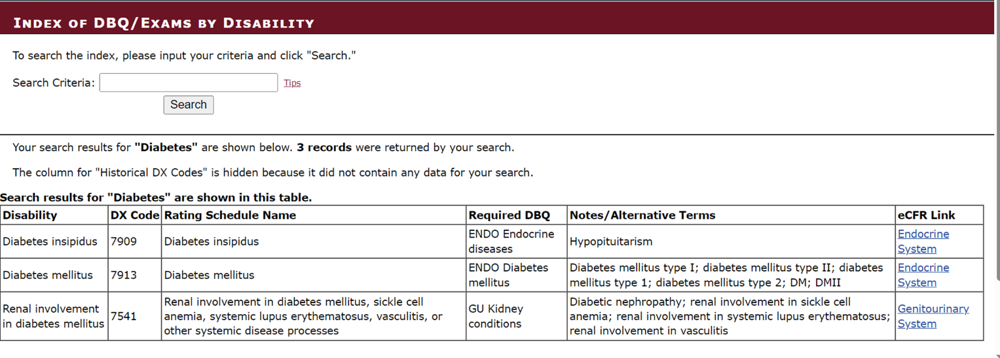 INDEX OF DBQ/EXAMS BY DISABILITY
To search the index, please input your criteria and click "Search."
Search Criteria: Tips
Search
Your search results for "Diabetes" are shown below. 3 records were returned by your search.
The column for "Historical DX Codes" is hidden because it did not contain any data for your search.
Search results for "Diabetes" are shown in this table.
Disability DX Code Rating Schedule Name Required DBQ Notes/Alternative Terms eCFR Link
Diabetes insipidus 7909 Diabetes insipidus
ENDO Endocrine
diseases
Hypopituitarism
Endocrine
System
Diabetes mellitus 7913 Diabetes mellitus
ENDO Diabetes
mellitus
Diabetes mellitus type I; diabetes mellitus type II; diabetes
mellitus type 1; diabetes mellitus type 2; DM; DMII
Endocrine
System
Renal involvement
in diabetes mellitus
7541
Renal involvement in diabetes mellitus, sickle cell
anemia, systemic lupus erythematosus, vasculitis, or
other systemic disease processes
GU Kidney
conditions
Diabetic nephropathy; renal involvement in sickle cell
anemia; renal involvement in systemic lupus erythematosus;
renal involvement in vasculitis
Genitourinary
System